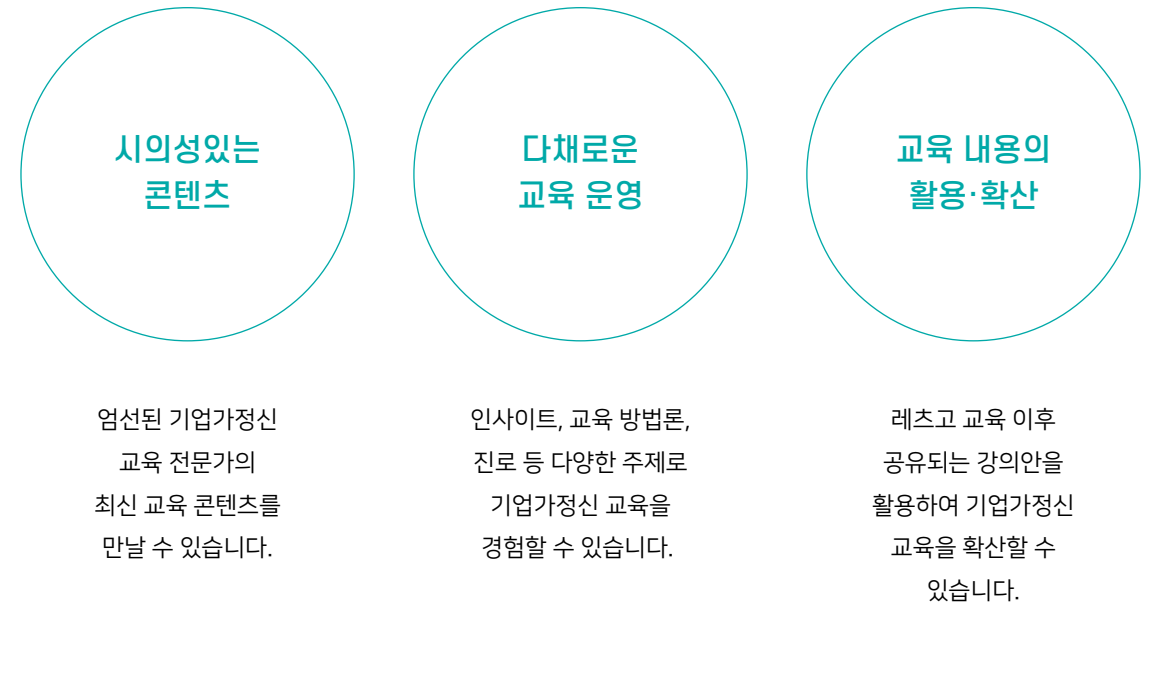 시의성있는
콘텐츠
다채로운
교육 운영
교육 내용의
활용·확산
엄선된 기업가정신
교육 전문가의
최신 교육 콘텐츠를
만날 수 있습니다.
인사이트, 교육 방법론,
진로 등 다양한 주제로
기업가정신 교육을
경험할 수 있습니다.
레츠고 교육 이후
공유되는 강의안을
활용하여 기업가정신
교육을 확산할 수
있습니다.